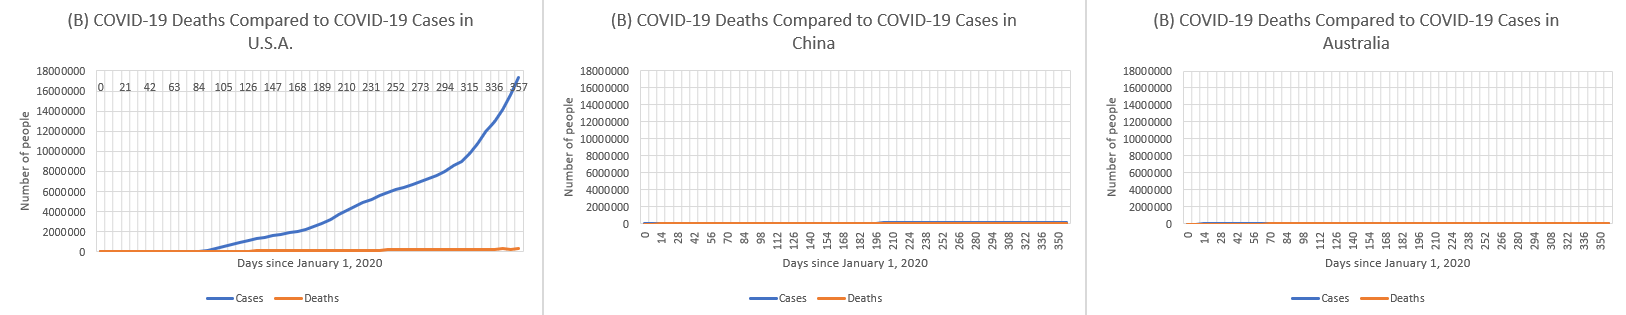 (B) COVID-19 Deaths Compared to COVID-19 Cases in
U.S.A.
18000000
16000000
14000000
12000000
10000000
8000000
6000000
4000000
2000000
0
Number of people
0 21 42 63 84 105 126 147 168 189 210 231 252 273 294 315 336 357
Days since January 1, 2020
Cases Deaths
(B) COVID-19 Deaths Compared to COVID-19 Cases in
China
18000000
16000000
14000000
12000000
10000000
8000000
6000000
4000000
2000000
0
Number of people
0 14 28 42 56 70 84 98 112 126 140 154 168 182 196 210 224 238 252 266 280 294 308 322 336 350
Days since January 1, 2020
Cases Deaths
(B) COVID-19 Deaths Compared to COVID-19 Cases in
Australia
18000000
16000000
14000000
12000000
10000000
8000000
6000000
4000000
2000000
0
Number of people
0 14 28 42 56 70 84 98 112 126 140 154 168 182 196 210 224 238 252 266 280 294 308 322 336 350
Days since January 1, 2020
Cases Deaths